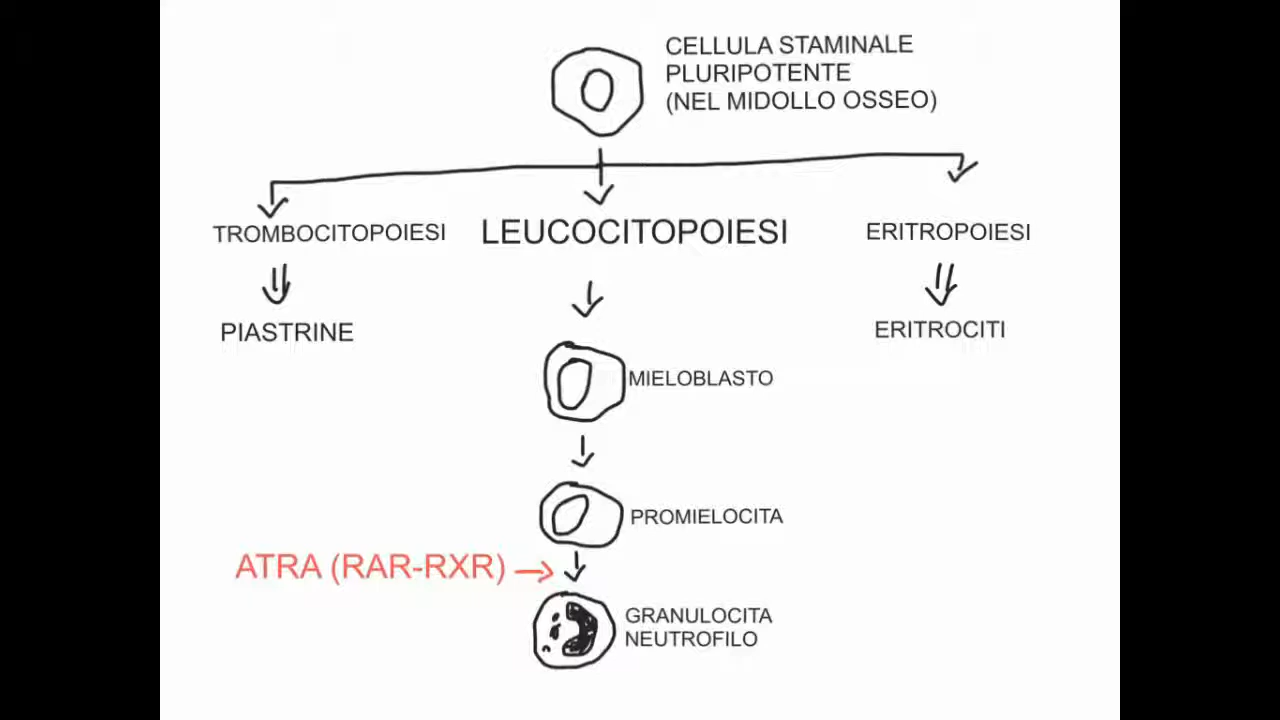 CELLULA STAMINALE
PLURIPOTENTE
(NEL MIDOLLO OSSEO)
TROMBOCITOPOIESI
LEUCOCITOPOIESI
ERITROPOIESI
PIASTRINE
ERITROCITI
MIELOBLASTO
PROMIELOCITA
ATRA (RAR-RXR)
GRANULOCITA
NEUTROFILO